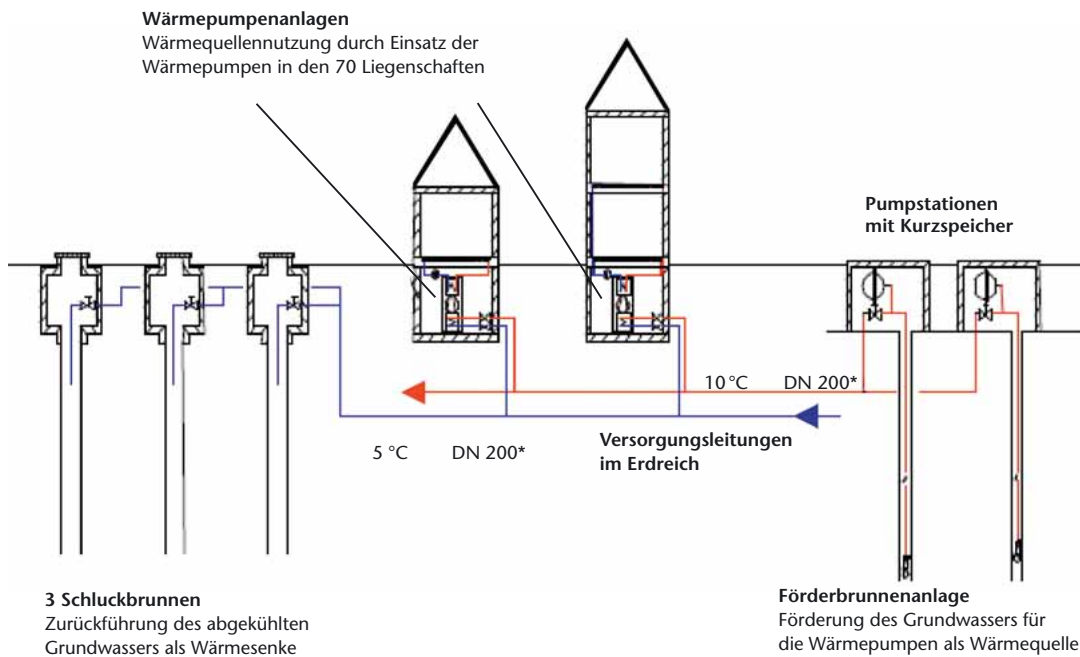 Wärmepumpenanlagen
Wärmequellennutzung durch Einsatz der
Wärmepumpen in den 70 Liegenschaften
Pumpstationen
mit Kurzspeicher
10 °C DN 200*
5 °C DN 200*
Versorgungsleitungen
im Erdreich
3 Schluckbrunnen
Zurückführung des abgekühlten
Grundwassers als Wärmesenke
Förderbrunnenanlage
Förderung des Grundwassers für
die Wärmepumpen als Wärmequelle